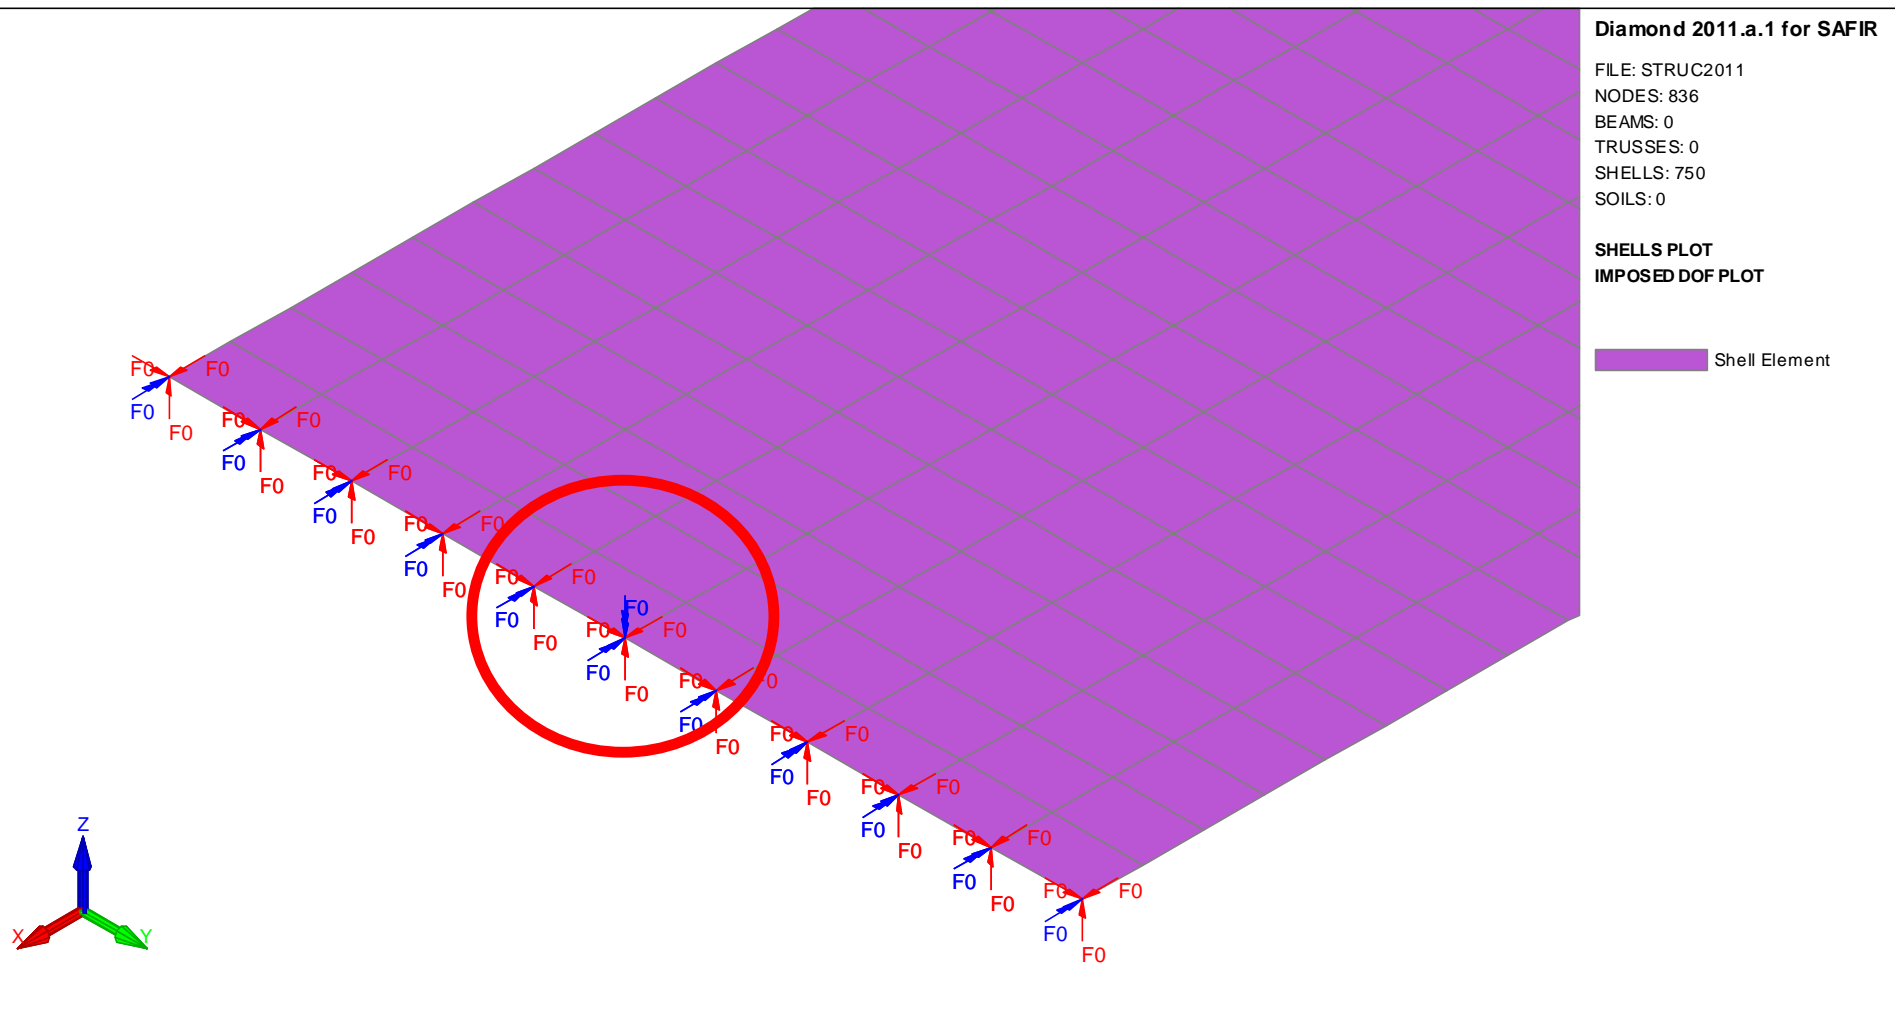 Diamond 2011.a.1 for SAFIR
FILE: STRUC2011
NODES: 836
BEAMS: 0
TRUSSES: 0
SHELLS: 750
SOILS: 0
SHELLS PLOT
IMPOSED DOF PLOT
Shell Element
F0 F0
F0
F0
F0 F0
F0
F0
F0 F0
F0
F0
F0 F0
F0
F0
F0 F0
F0
F0
F0
F0 F0
F0
F0
F0 F0
F0
F0
F0 F0
F0
F0
F0 F0
F0
F0
F0 F0
F0
F0
F0 F0
F0
F0
Z
X Y